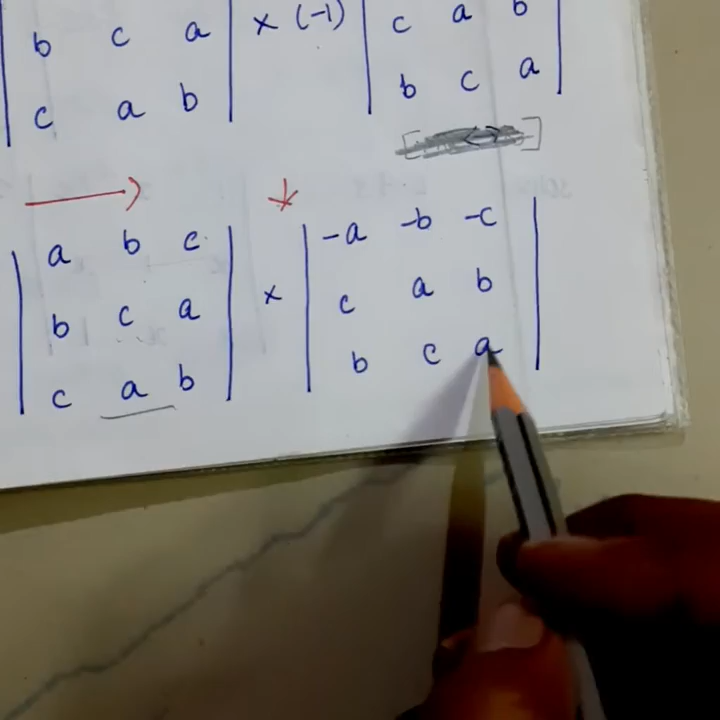 | b c a | × (-1) | c a b |
| c a b | | b c a |
[ <-> ]
→ ↓
| a b c | × | -a -b -c |
| b c a | | c a b |
| c a b | | b c a |